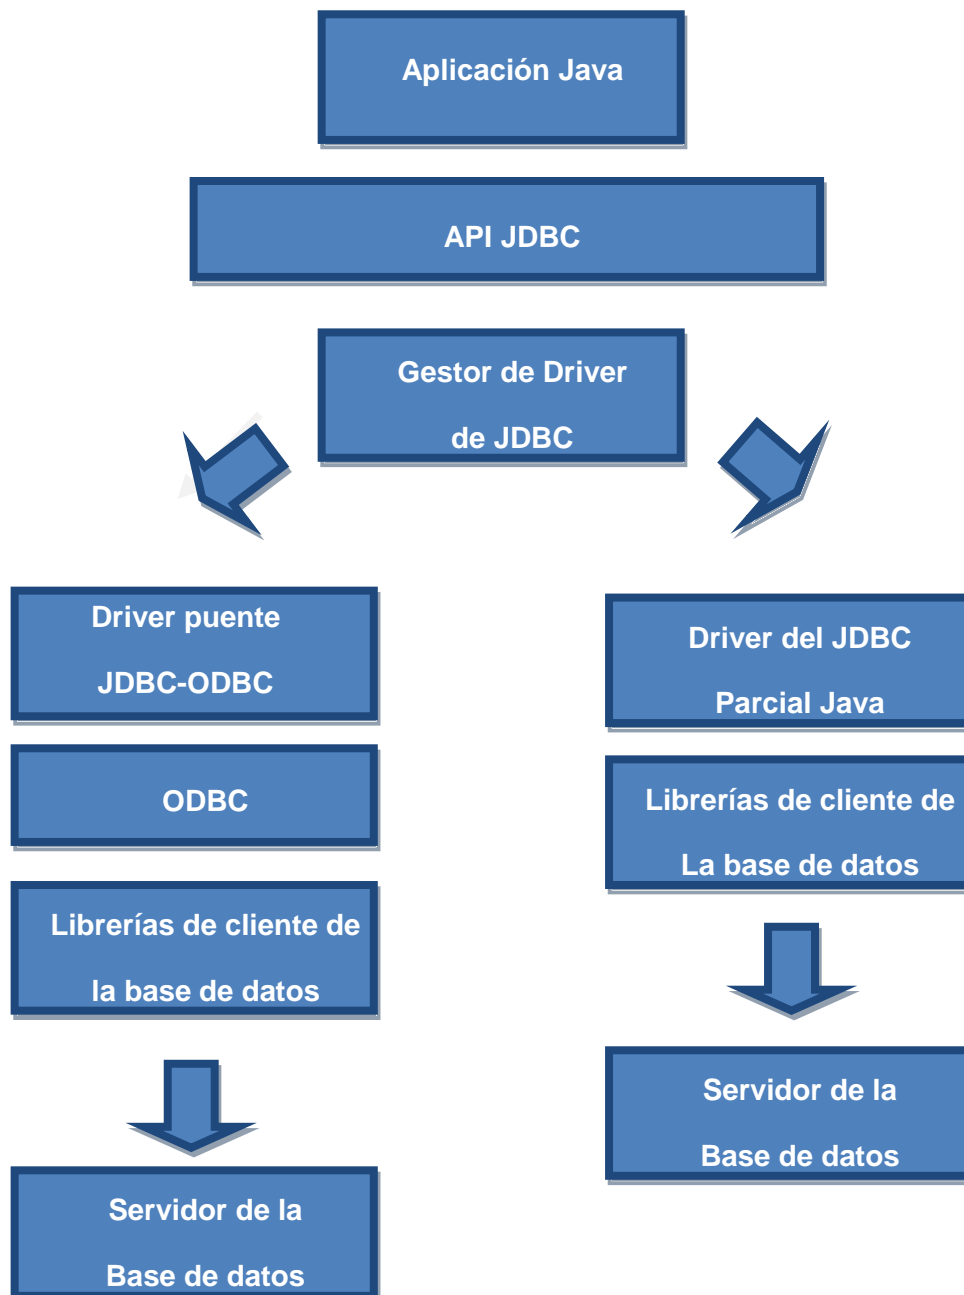 Aplicación Java
API JDBC
Gestor de Driver
de JDBC
Driver puente
JDBC-ODBC
ODBC
Librerías de cliente de
la base de datos
Servidor de la
Base de datos
Driver del JDBC
Parcial Java
Librerías de cliente de
La base de datos
Servidor de la
Base de datos